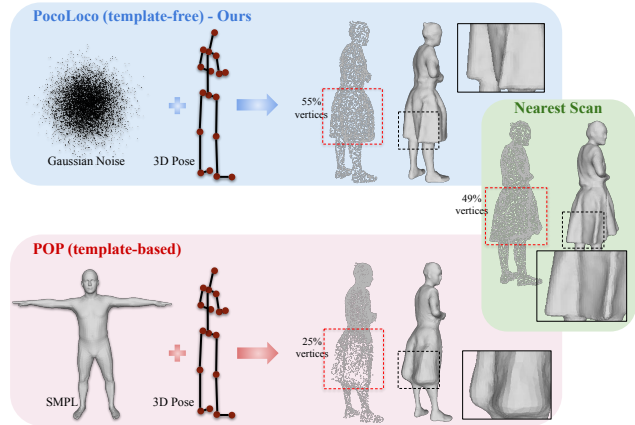 PocoLoco (template-free) - Ours
55%
vertices
Gaussian Noise
3D Pose
Nearest Scan
49%
vertices
POP (template-based)
25%
vertices
SMPL
3D Pose